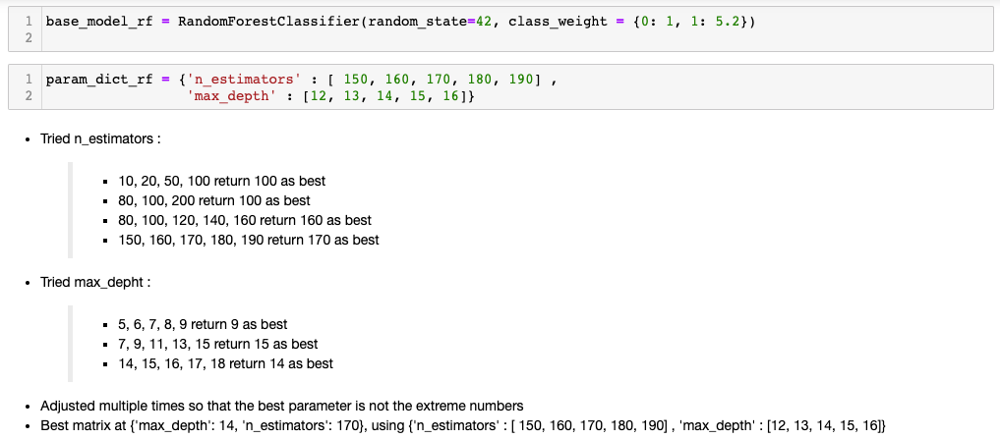 1 base_model_rf = RandomForestClassifier(random_state=42, class_weight = {0: 1, 1: 5.2})
2
1 param_dict_rf = {'n_estimators' : [ 150, 160, 170, 180, 190] ,
2 'max_depth' : [12, 13, 14, 15, 16]}
• Tried n_estimators :
▪ 10, 20, 50, 100 return 100 as best
▪ 80, 100, 200 return 100 as best
▪ 80, 100, 120, 140, 160 return 160 as best
▪ 150, 160, 170, 180, 190 return 170 as best
• Tried max_depht :
▪ 5, 6, 7, 8, 9 return 9 as best
▪ 7, 9, 11, 13, 15 return 15 as best
▪ 14, 15, 16, 17, 18 return 14 as best
• Adjusted multiple times so that the best parameter is not the extreme numbers
• Best matrix at {'max_depth': 14, 'n_estimators': 170}, using {'n_estimators' : [ 150, 160, 170, 180, 190] , 'max_depth' : [12, 13, 14, 15, 16]}